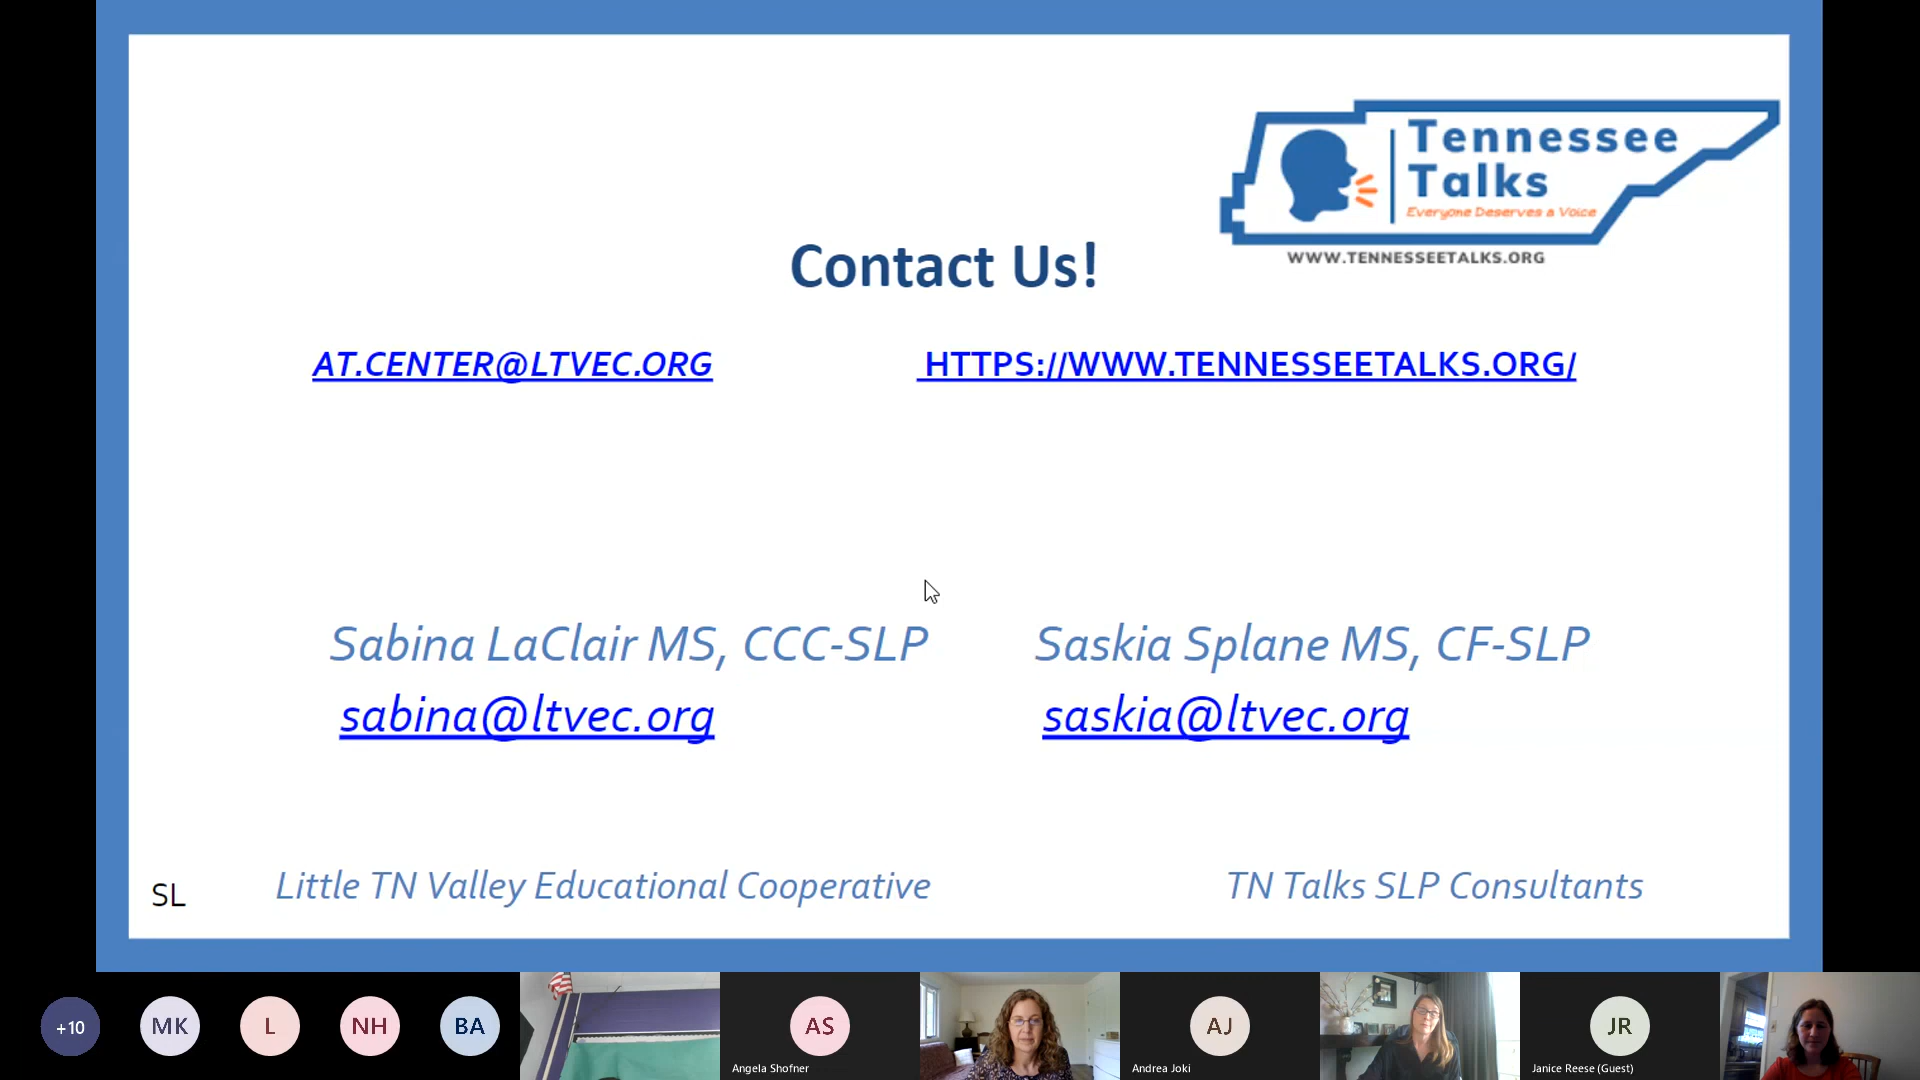 Tennessee
Talks
Everyone Deserves a Voice
WWW.TENNESSEETALKS.ORG
Contact Us!
AT.CENTER@LTVEC.ORG
HTTPS://WWW.TENNESSEETALKS.ORG/
Sabina LaClair MS, CCC-SLP
sabina@ltvec.org
Saskia Splane MS, CF-SLP
saskia@ltvec.org
SL
Little TN Valley Educational Cooperative
TN Talks SLP Consultants
+10
MK
L
NH
BA
AS
Angela Shofner
AJ
Andrea Joki
JR
Janice Reese (Guest)